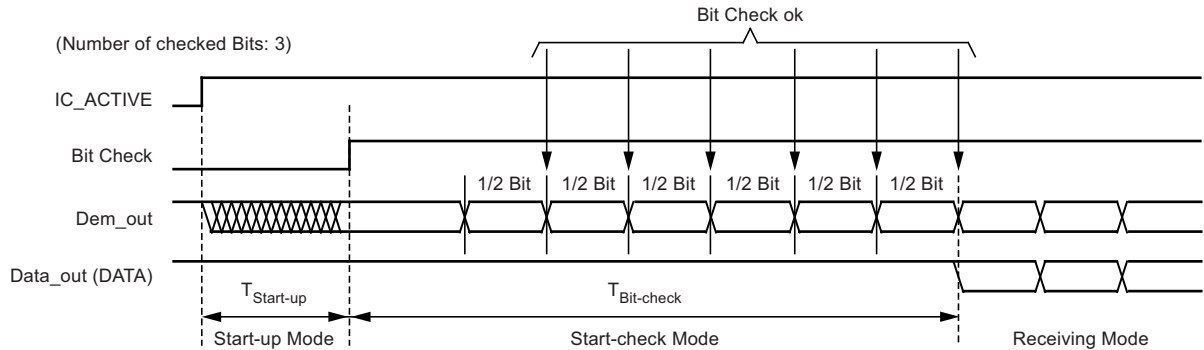 Bit Check ok
(Number of checked Bits: 3)
IC_ACTIVE
Bit Check
1/2 Bit 1/2 Bit 1/2 Bit 1/2 Bit 1/2 Bit 1/2 Bit
Dem_out
Data_out (DATA)
TStart-up TBit-check
Start-up Mode Start-check Mode Receiving Mode